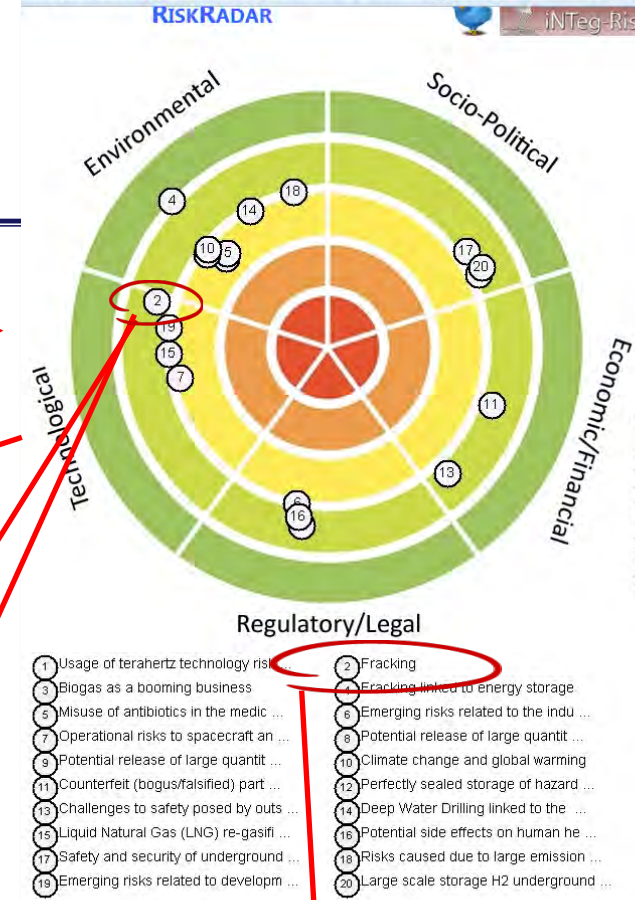 RISKRADAR
iNTeg-Ris
Environmental
Socio-Political
4
18
14
10
5
17
20
2
19
15
7
11
13
6
16
Technological
Economic/Financial
Regulatory/Legal
1 Usage of terahertz technology risk ...
2 Fracking
3 Biogas as a booming business
4 Fracking linked to energy storage
5 Misuse of antibiotics in the medic ...
6 Emerging risks related to the indu ...
7 Operational risks to spacecraft an ...
8 Potential release of large quantit ...
9 Potential release of large quantit ...
10 Climate change and global warming
11 Counterfeit (bogus/falsified) part ...
12 Perfectly sealed storage of hazard ...
13 Challenges to safety posed by outs ...
14 Deep Water Drilling linked to the ...
15 Liquid Natural Gas (LNG) re-gasifi ...
16 Potential side effects on human he ...
17 Safety and security of underground ...
18 Risks caused due to large emission ...
19 Emerging risks related to developm ...
20 Large scale storage H2 underground ...